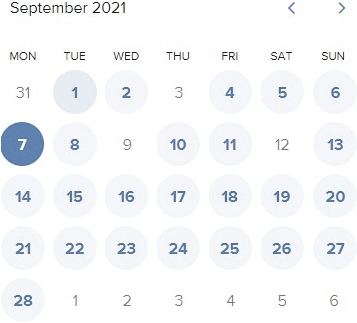 September 2021
MON TUE WED THU FRI SAT SUN
31 1 2 3 4 5 6
7 8 9 10 11 12 13
14 15 16 17 18 19 20
21 22 23 24 25 26 27
28 1 2 3 4 5 6